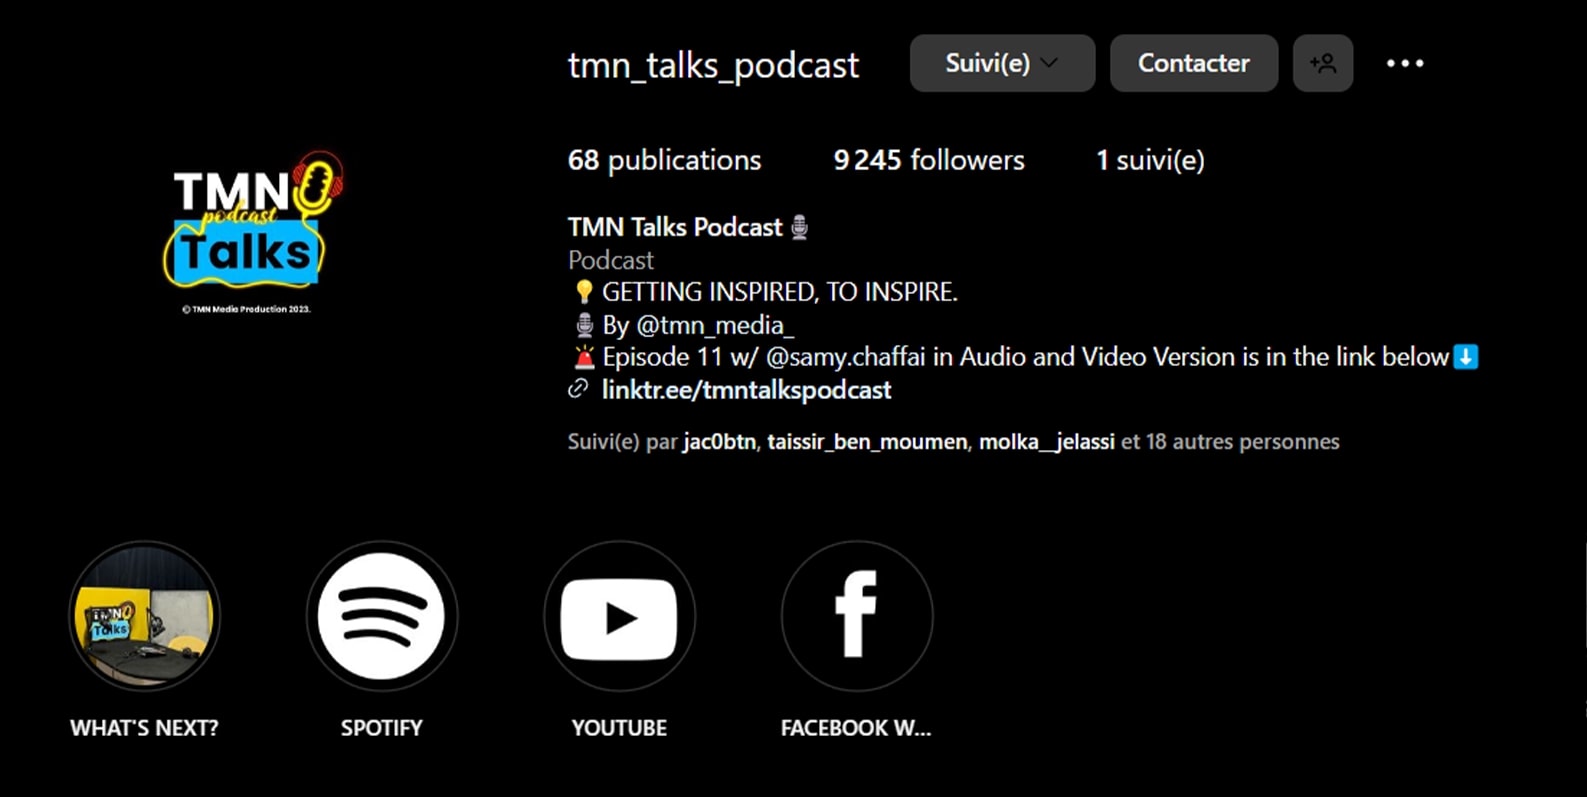 tmn_talks_podcast
Suivi(e)
Contacter
68 publications
9 245 followers
1 suivi(e)
TMN
podcast
Talks
© TMN Media Production 2023.
TMN Talks Podcast 🎙️
Podcast
💡 GETTING INSPIRED, TO INSPIRE.
🎙️ By @tmn_media_
🚨 Episode 11 w/ @samy.chaffai in Audio and Video Version is in the link below⬇️
linktr.ee/tmntalkspodcast
Suivi(e) par jac0btn, taissir_ben_moumen, molka__jelassi et 18 autres personnes
TMN
Talks
WHAT'S NEXT?
SPOTIFY
YOUTUBE
FACEBOOK W...